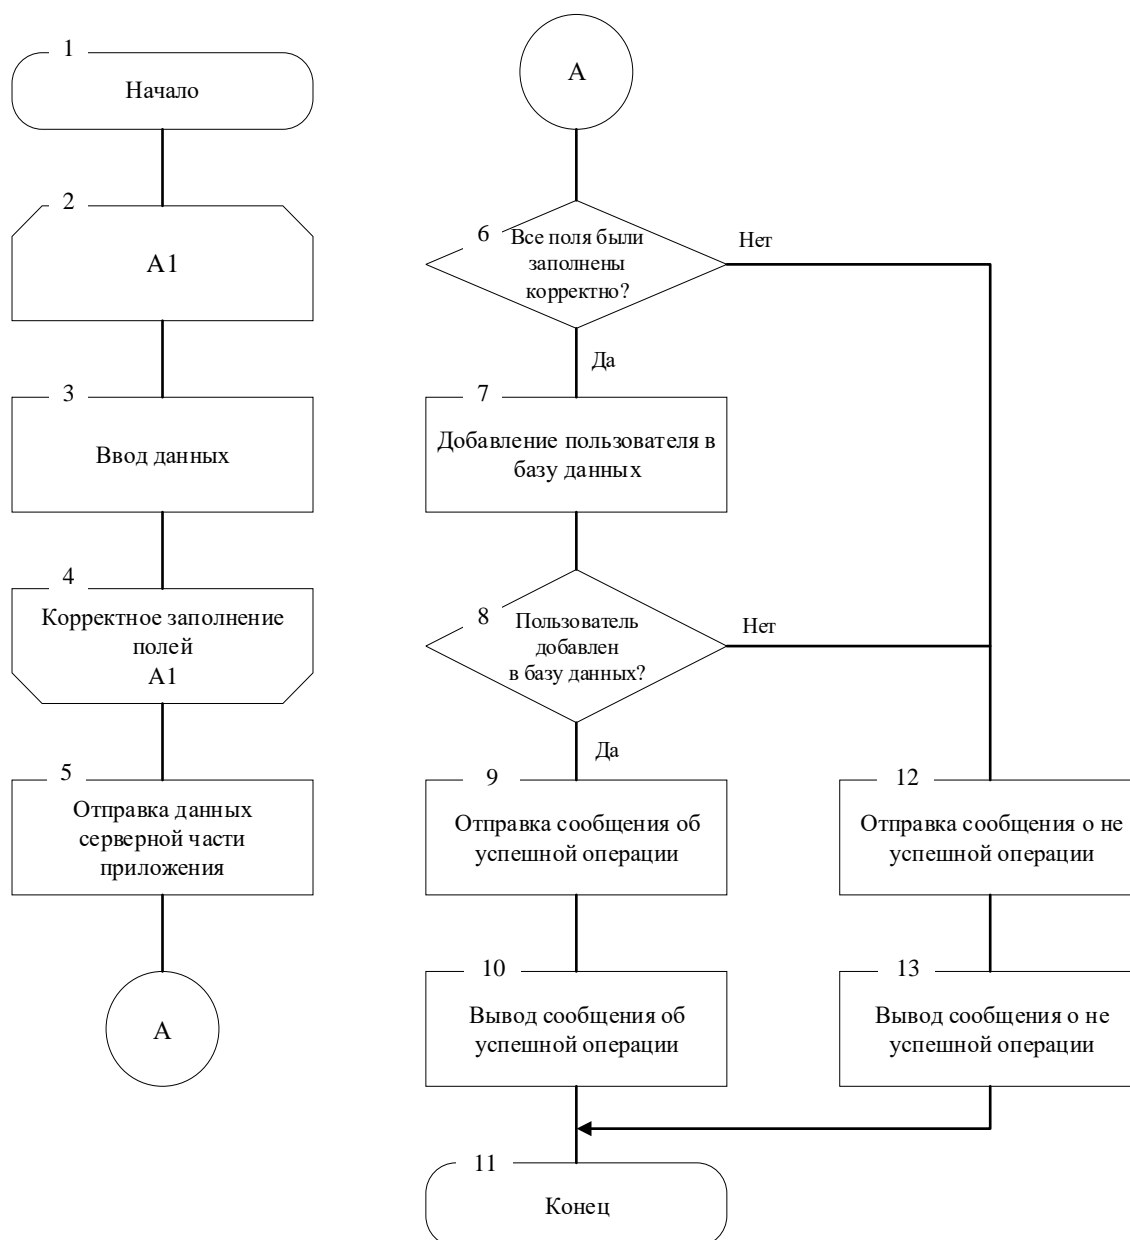 1
Начало
2
А1
3
Ввод данных
4
Корректное заполнение
полей
А1
5
Отправка данных
серверной части
приложения
А
А
6
Все поля были
заполнены
корректно?
Нет
Да
7
Добавление пользователя в
базу данных
8
Пользователь
добавлен
в базу данных?
Нет
Да
9
Отправка сообщения об
успешной операции
10
Вывод сообщения об
успешной операции
12
Отправка сообщения о не
успешной операции
13
Вывод сообщения о не
успешной операции
11
Конец